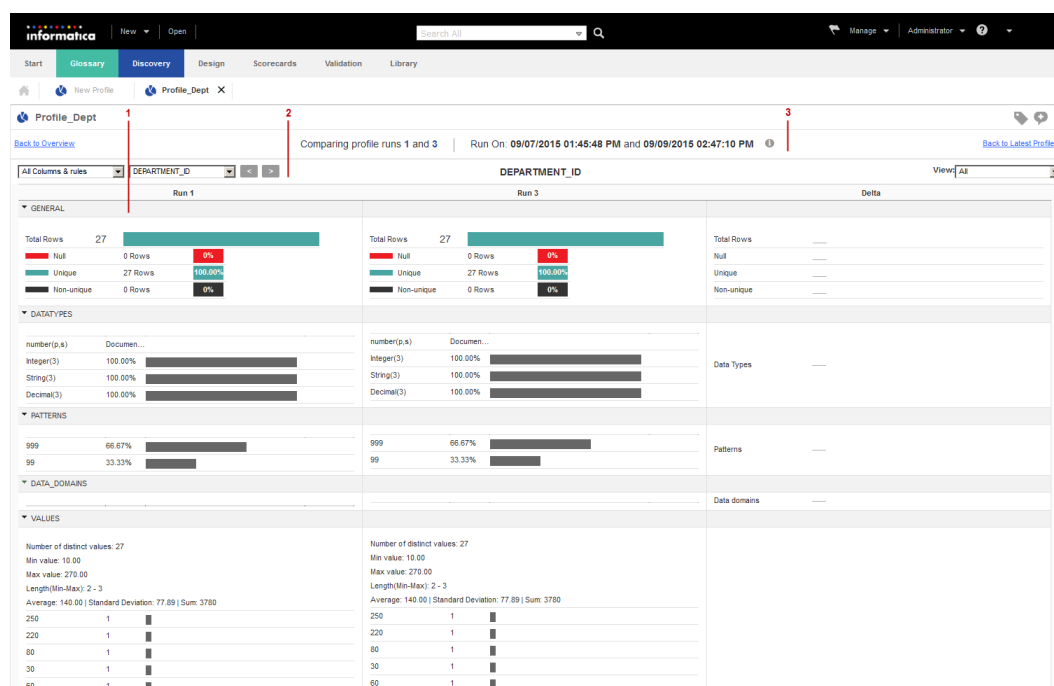 informatica New Open Search All Manage Administrator ?
Start Glossary Discovery Design Scorecards Validation Library
New Profile Profile_Dept X
Profile_Dept 1 2 3
Back to Overview Comparing profile runs 1 and 3 Run On: 09/07/2015 01:45:48 PM and 09/09/2015 02:47:10 PM Back to Latest Profile
All Columns & rules DEPARTMENT_ID < > DEPARTMENT_ID View: All
Run 1 Run 3 Delta
GENERAL
Total Rows 27 Total Rows 27 Total Rows
Null 0 Rows 0% Null 0 Rows 0% Null
Unique 27 Rows 100.00% Unique 27 Rows 100.00% Unique
Non-unique 0 Rows 0% Non-unique 0 Rows 0% Non-unique
DATATYPES
number(p,s) Documen... number(p,s) Documen...
Integer(3) 100.00% Integer(3) 100.00%
String(3) 100.00% String(3) 100.00% Data Types
Decimal(3) 100.00% Decimal(3) 100.00%
PATTERNS
999 66.67% 999 66.67%
99 33.33% 99 33.33% Patterns
DATA_DOMAINS
Data domains
VALUES
Number of distinct values: 27 Number of distinct values: 27
Min value: 10.00 Min value: 10.00
Max value: 270.00 Max value: 270.00
Length(Min-Max): 2 - 3 Length(Min-Max): 2 - 3
Average: 140.00 | Standard Deviation: 77.89 | Sum: 3780 Average: 140.00 | Standard Deviation: 77.89 | Sum: 3780
250 1 250 1
220 1 220 1
80 1 80 1
30 1 30 1
60 1 60 1